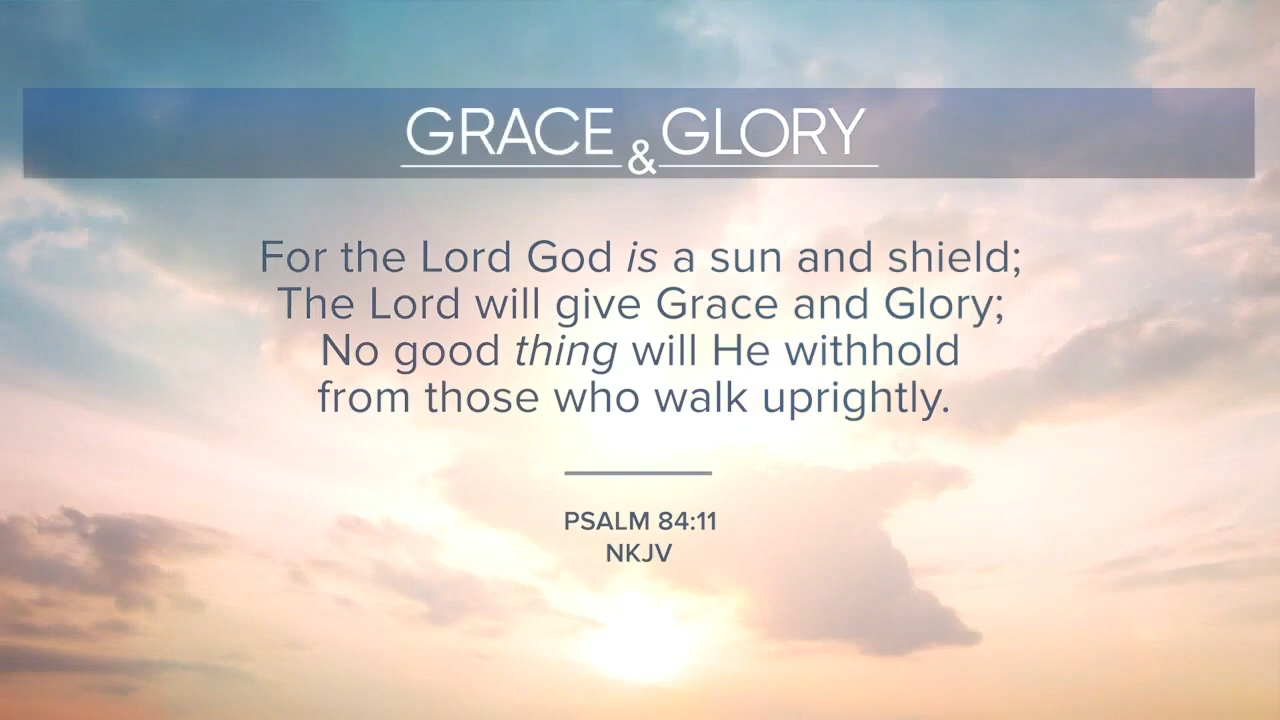 GRACE & GLORY
For the Lord God is a sun and shield;
The Lord will give Grace and Glory;
No good thing will He withhold
from those who walk uprightly.
PSALM 84:11
NKJV